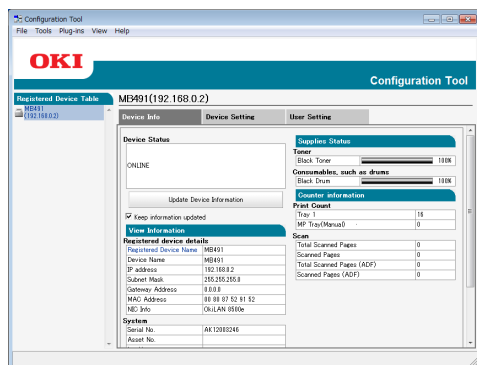 Configuration Tool
File Tools Plug-ins View Help
OKI
Configuration Tool
Registered Device Table
MB491
(192.168.0.2)
MB491(192.168.0.2)
Device Info Device Setting User Setting
Device Status
ONLINE
Update Device Information
Keep information updated
View Information
Registered device details
Registered Device Name MB491
Device Name MB491
IP address 192.168.0.2
Subnet Mask 255.255.255.0
Gateway Address 0.0.0.0
MAC Address 00 80 87 52 91 52
NIC Info OkiLAN 8500e
System
Serial No. AK12003246
Asset No.
Supplies Status
Toner
Black Toner 100%
Consumables, such as drums
Black Drum 100%
Counter information
Print Count
Tray 1 16
MP Tray(Manual) 0
Scan
Total Scanned Pages 0
Scanned Pages 0
Total Scanned Pages (ADF) 0
Scanned Pages (ADF) 0